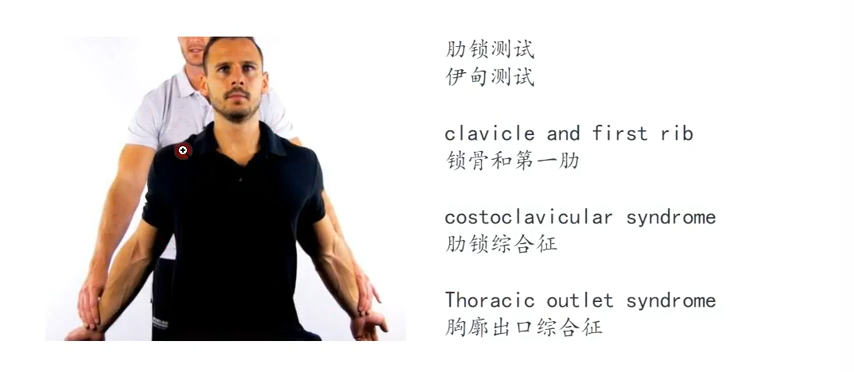 肋锁测试
伊甸测试
clavicle and first rib
锁骨和第一肋
costoclavicular syndrome
肋锁综合征
Thoracic outlet syndrome
胸廓出口综合征